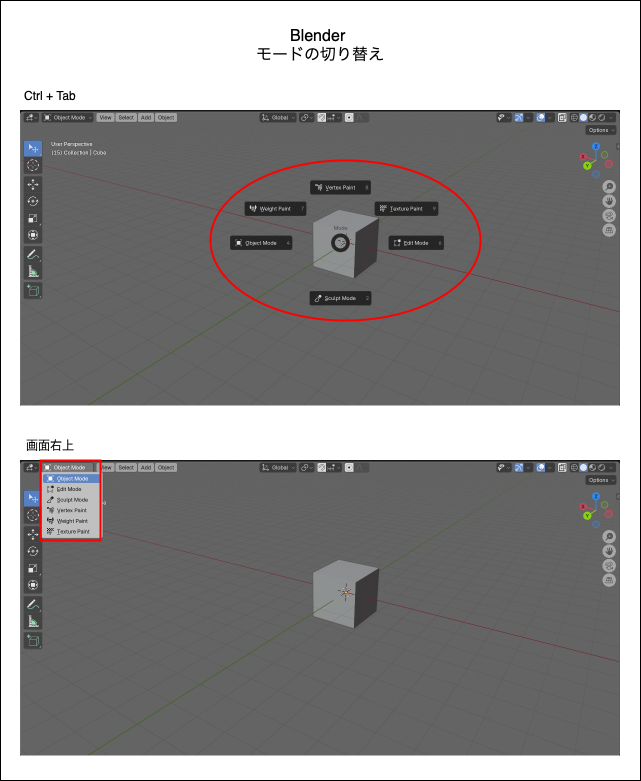 Blender
モードの切り替え
Ctrl + Tab
Object Mode View Select Add Object Global
Options
User Perspective
(15) Collection | Cube
Vertex Paint 8
Weight Paint 7 Texture Paint 9
Mode
Object Mode 4 Edit Mode 6
Sculpt Mode 2
Z
X
Y
画面右上
Object Mode View Select Add Object Global
Options
Object Mode
Edit Mode
Sculpt Mode
Vertex Paint
Weight Paint
Texture Paint
Z
X
Y